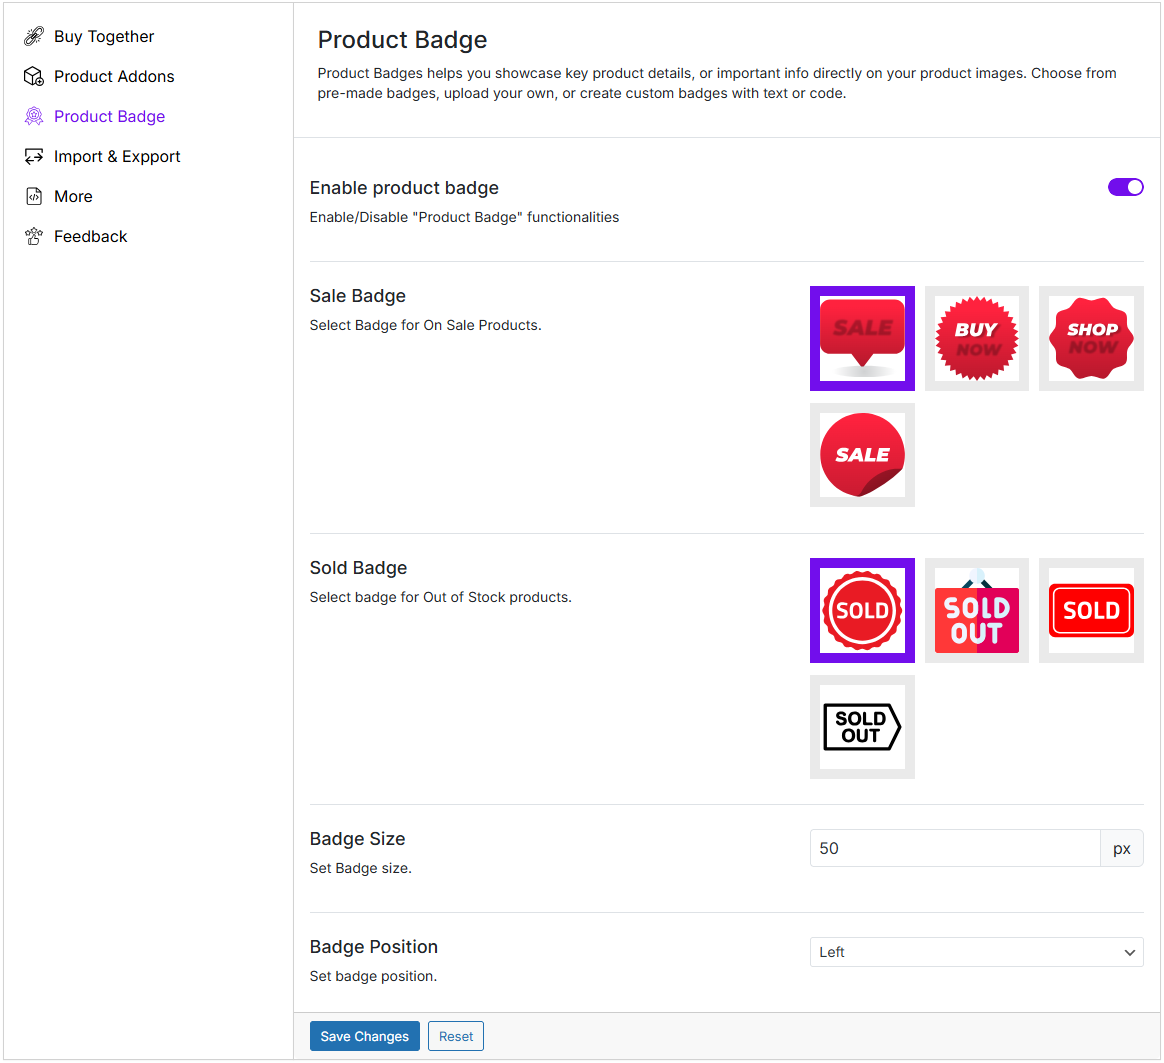 Buy Together
Product Addons
Product Badge
Import & Expport
More
Feedback
Product Badge
Product Badges helps you showcase key product details, or important info directly on your product images. Choose from
pre-made badges, upload your own, or create custom badges with text or code.
Enable product badge
Enable/Disable "Product Badge" functionalities
Sale Badge
Select Badge for On Sale Products.
SALE
BUY
NOW
SHOP
NOW
SALE
Sold Badge
Select badge for Out of Stock products.
SOLD
SOLD
OUT
SOLD
SOLD
OUT
Badge Size
Set Badge size.
50
px
Badge Position
Set badge position.
Left
Save Changes
Reset